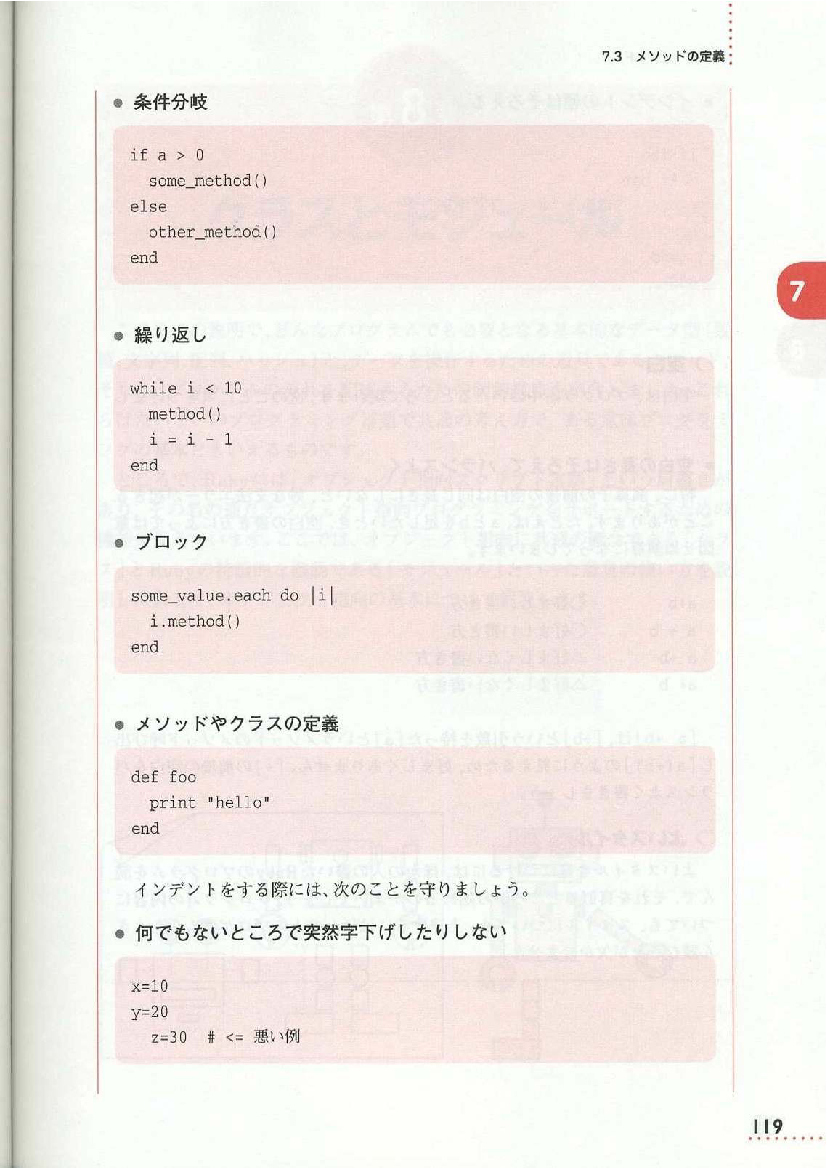 7.3 メソッドの定義
● 条件分岐
if a > 0
  some_method()
else
  other_method()
end
7
● 繰り返し
while i < 10
  method()
  i = i - 1
end
● ブロック
some_value.each do |i|
  i.method()
end
● メソッドやクラスの定義
def foo
  print "hello"
end
インデントをする際には、次のことを守りましょう。
● 何でもないところで突然字下げしたりしない
x=10
y=20
  z=30  # <= 悪い例
119